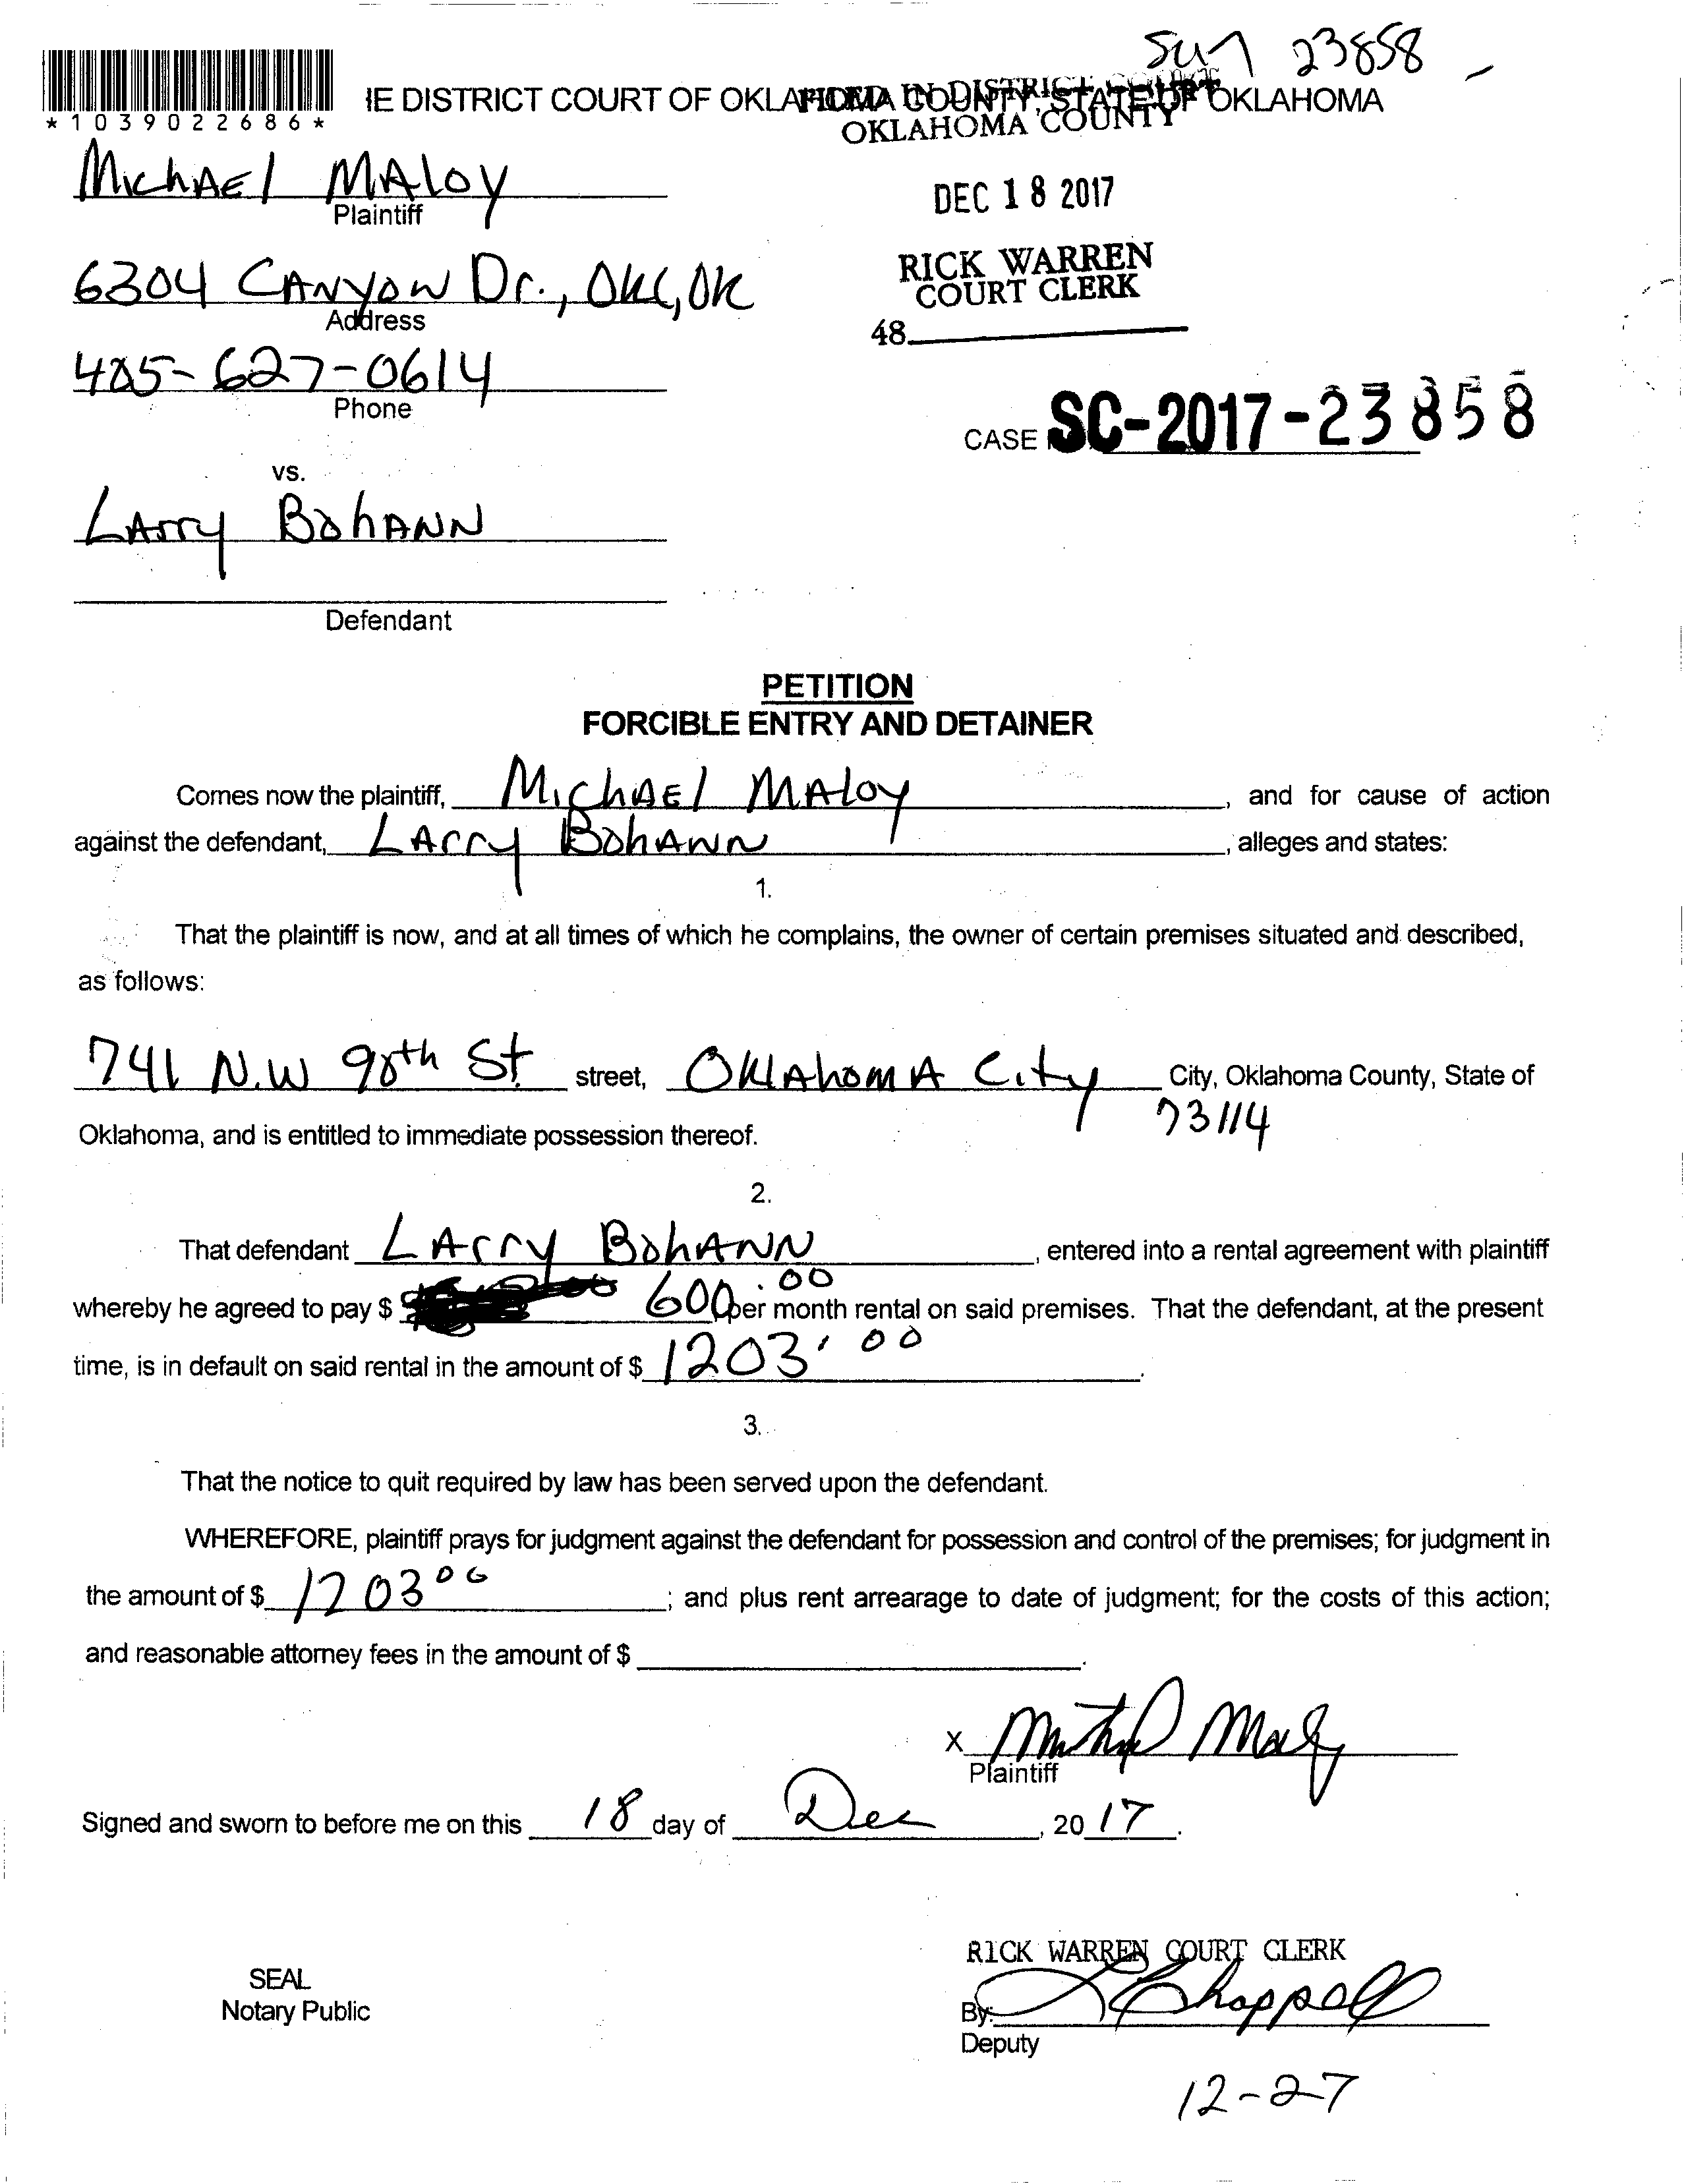 SC17 23858
*1039022686*
IE DISTRICT COURT OF OKLAHOMA COUNTY, STATE OF OKLAHOMA
FILED IN DISTRICT COURT
OKLAHOMA COUNTY
Michael Maloy
Plaintiff
DEC 18 2017
6304 Canyon Dr., OKC, OK
Address
RICK WARREN
COURT CLERK
48
405-627-0614
Phone
CASE SC-2017-23858
vs.
Larry Bohann
Defendant
PETITION
FORCIBLE ENTRY AND DETAINER
Comes now the plaintiff, Michael Maloy, and for cause of action
against the defendant, Larry Bohann, alleges and states:
1.
That the plaintiff is now, and at all times of which he complains, the owner of certain premises situated and described,
as follows:
741 N.W 98th St street, Oklahoma City City, Oklahoma County, State of
73114
Oklahoma, and is entitled to immediate possession thereof.
2.
That defendant Larry Bohann, entered into a rental agreement with plaintiff
whereby he agreed to pay $ 600.00 per month rental on said premises. That the defendant, at the present
time, is in default on said rental in the amount of $ 1203.00.
3.
That the notice to quit required by law has been served upon the defendant.
WHEREFORE, plaintiff prays for judgment against the defendant for possession and control of the premises; for judgment in
the amount of $ 1203 00; and plus rent arrearage to date of judgment; for the costs of this action;
and reasonable attorney fees in the amount of $ .
x Michael Maloy
Plaintiff
Signed and sworn to before me on this 18 day of Dec, 20 17.
RICK WARREN COURT CLERK
SEAL
Notary Public
By: L Chappell
Deputy
12-27